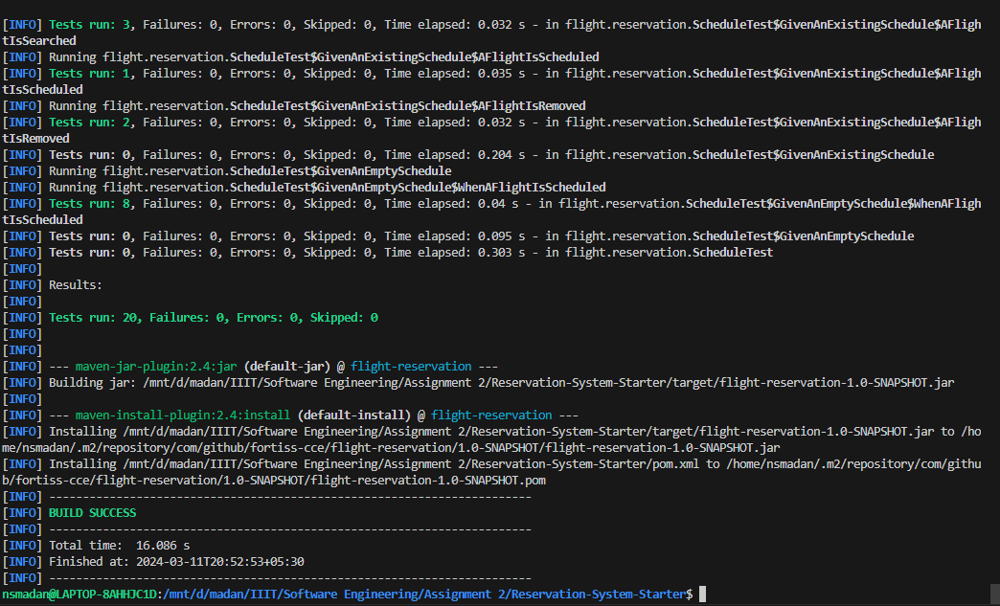 [INFO] Tests run: 3, Failures: 0, Errors: 0, Skipped: 0, Time elapsed: 0.032 s - in flight.reservation.ScheduleTest$GivenAnExistingSchedule$AFligh
tIsSearched
[INFO] Running flight.reservation.ScheduleTest$GivenAnExistingSchedule$AFlightIsScheduled
[INFO] Tests run: 1, Failures: 0, Errors: 0, Skipped: 0, Time elapsed: 0.035 s - in flight.reservation.ScheduleTest$GivenAnExistingSchedule$AFligh
tIsScheduled
[INFO] Running flight.reservation.ScheduleTest$GivenAnExistingSchedule$AFlightIsRemoved
[INFO] Tests run: 2, Failures: 0, Errors: 0, Skipped: 0, Time elapsed: 0.032 s - in flight.reservation.ScheduleTest$GivenAnExistingSchedule$AFligh
tIsRemoved
[INFO] Tests run: 0, Failures: 0, Errors: 0, Skipped: 0, Time elapsed: 0.204 s - in flight.reservation.ScheduleTest$GivenAnExistingSchedule
[INFO] Running flight.reservation.ScheduleTest$GivenAnEmptySchedule
[INFO] Running flight.reservation.ScheduleTest$GivenAnEmptySchedule$WhenAFlightIsScheduled
[INFO] Tests run: 8, Failures: 0, Errors: 0, Skipped: 0, Time elapsed: 0.04 s - in flight.reservation.ScheduleTest$GivenAnEmptySchedule$WhenAFligh
tIsScheduled
[INFO] Tests run: 0, Failures: 0, Errors: 0, Skipped: 0, Time elapsed: 0.095 s - in flight.reservation.ScheduleTest$GivenAnEmptySchedule
[INFO] Tests run: 0, Failures: 0, Errors: 0, Skipped: 0, Time elapsed: 0.303 s - in flight.reservation.ScheduleTest
[INFO]
[INFO] Results:
[INFO]
[INFO] Tests run: 20, Failures: 0, Errors: 0, Skipped: 0
[INFO]
[INFO]
[INFO] --- maven-jar-plugin:2.4:jar (default-jar) @ flight-reservation ---
[INFO] Building jar: /mnt/d/madan/IIIT/Software Engineering/Assignment 2/Reservation-System-Starter/target/flight-reservation-1.0-SNAPSHOT.jar
[INFO]
[INFO] --- maven-install-plugin:2.4:install (default-install) @ flight-reservation ---
[INFO] Installing /mnt/d/madan/IIIT/Software Engineering/Assignment 2/Reservation-System-Starter/target/flight-reservation-1.0-SNAPSHOT.jar to /ho
me/nsmadan/.m2/repository/com/github/fortiss-cce/flight-reservation/1.0-SNAPSHOT/flight-reservation-1.0-SNAPSHOT.jar
[INFO] Installing /mnt/d/madan/IIIT/Software Engineering/Assignment 2/Reservation-System-Starter/pom.xml to /home/nsmadan/.m2/repository/com/githu
b/fortiss-cce/flight-reservation/1.0-SNAPSHOT/flight-reservation-1.0-SNAPSHOT.pom
[INFO] ------------------------------------------------------------------------
[INFO] BUILD SUCCESS
[INFO] ------------------------------------------------------------------------
[INFO] Total time:  16.086 s
[INFO] Finished at: 2024-03-11T20:52:53+05:30
[INFO] ------------------------------------------------------------------------
nsmadan@LAPTOP-8AHHJC1D:/mnt/d/madan/IIIT/Software Engineering/Assignment 2/Reservation-System-Starter$